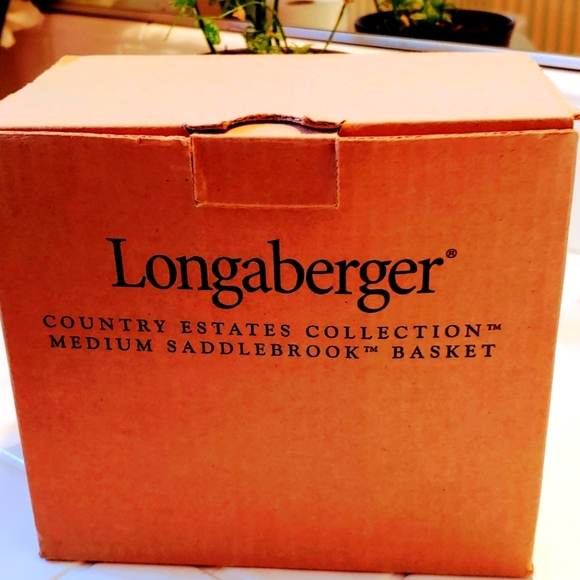 Longaberger®
COUNTRY ESTATES COLLECTION™
MEDIUM SADDLEBROOK™ BASKET